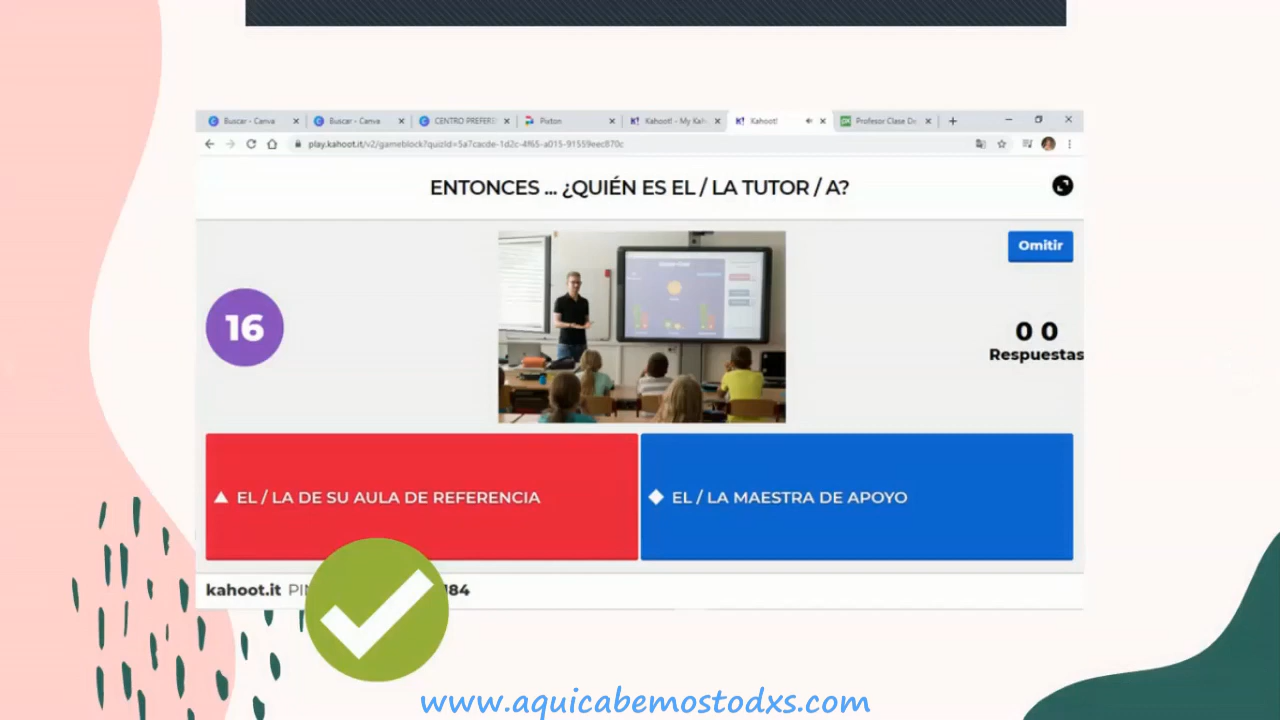 Buscar - Canva
Buscar - Canva
CENTRO PREFERE
Piston
Kahoot! - My Kah
Kahoot!
Profesor Clase De
play.kahoot.it/v2/gameblock?quizId=5a7cacde-1d2c-4f65-a015-91559eec870c
ENTONCES ... ¿QUIÉN ES EL / LA TUTOR / A?
Omitir
16
0 0
Respuestas
EL / LA DE SU AULA DE REFERENCIA
EL / LA MAESTRA DE APOYO
kahoot.it PIN 84
www.aquicabemostodxs.com